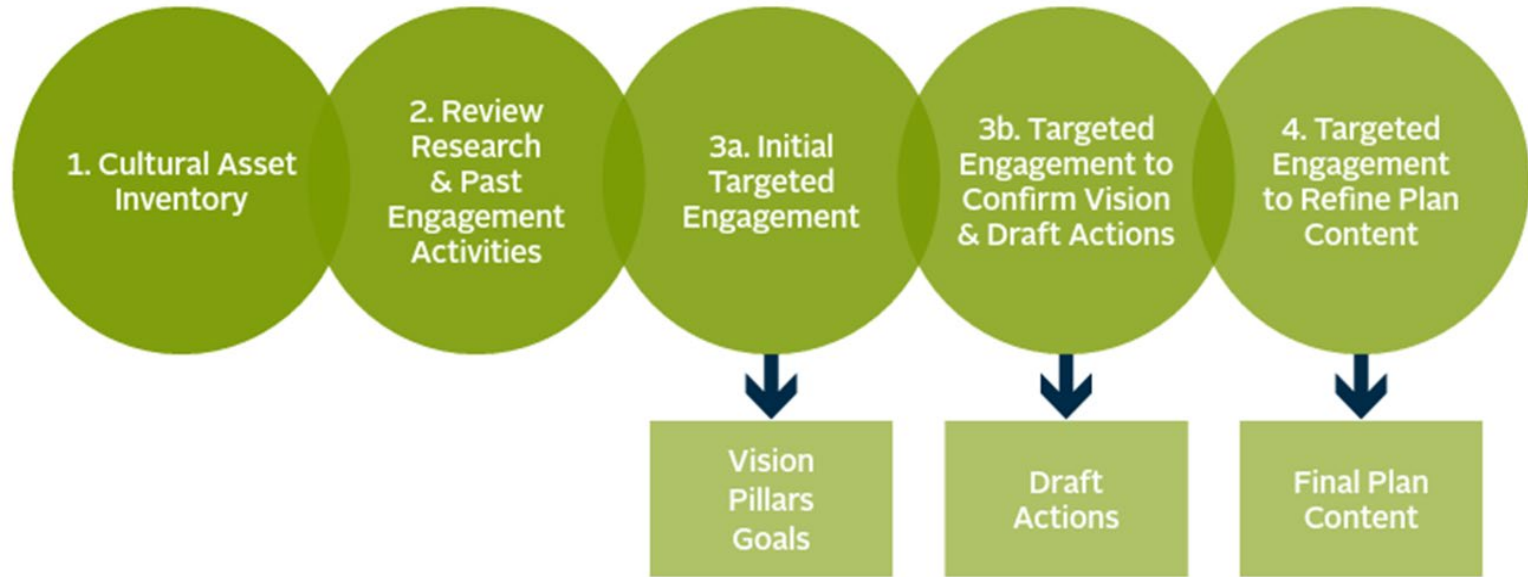 1. Cultural Asset
Inventory
2. Review
Research
& Past
Engagement
Activities
3a. Initial
Targeted
Engagement
3b. Targeted
Engagement to
Confirm Vision
& Draft Actions
4. Targeted
Engagement
to Refine Plan
Content
Vision
Pillars
Goals
Draft
Actions
Final Plan
Content